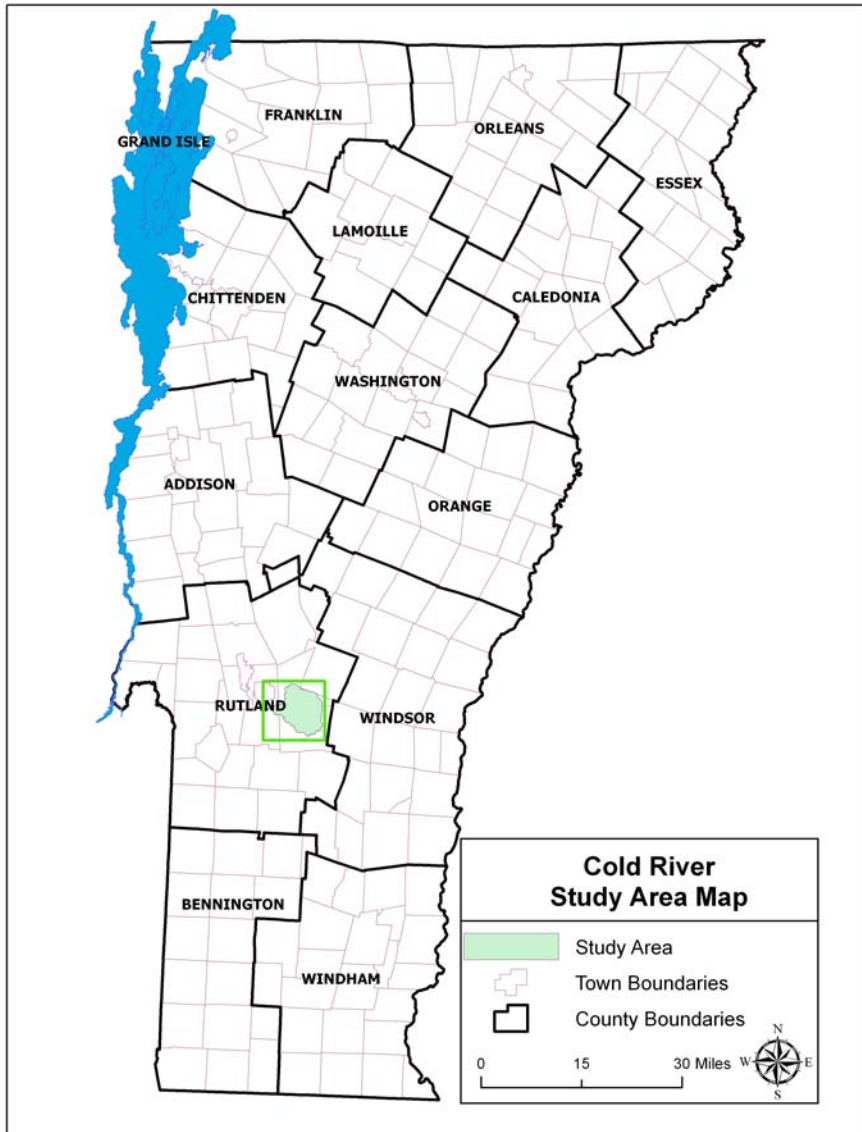 FRANKLIN
ORLEANS
GRAND ISLE
ESSEX
LAMOILLE
CHITTENDEN
CALEDONIA
WASHINGTON
ADDISON
ORANGE
RUTLAND
WINDSOR
BENNINGTON
WINDHAM
Cold River
Study Area Map
Study Area
Town Boundaries
County Boundaries
0 15 30 Miles
N
W E
S